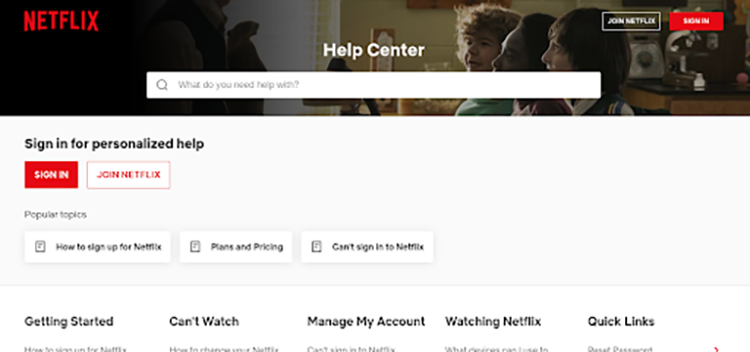 NETFLIX
JOIN NETFLIX SIGN IN
Help Center
What do you need help with?
Sign in for personalized help
SIGN IN JOIN NETFLIX
Popular topics
How to sign up for Netflix Plans and Pricing Can't sign in to Netflix
Getting Started Can't Watch Manage My Account Watching Netflix Quick Links
How to sign up for Netflix How to change your Netflix Can't sign in to Netflix What devices can I use to Reset Password